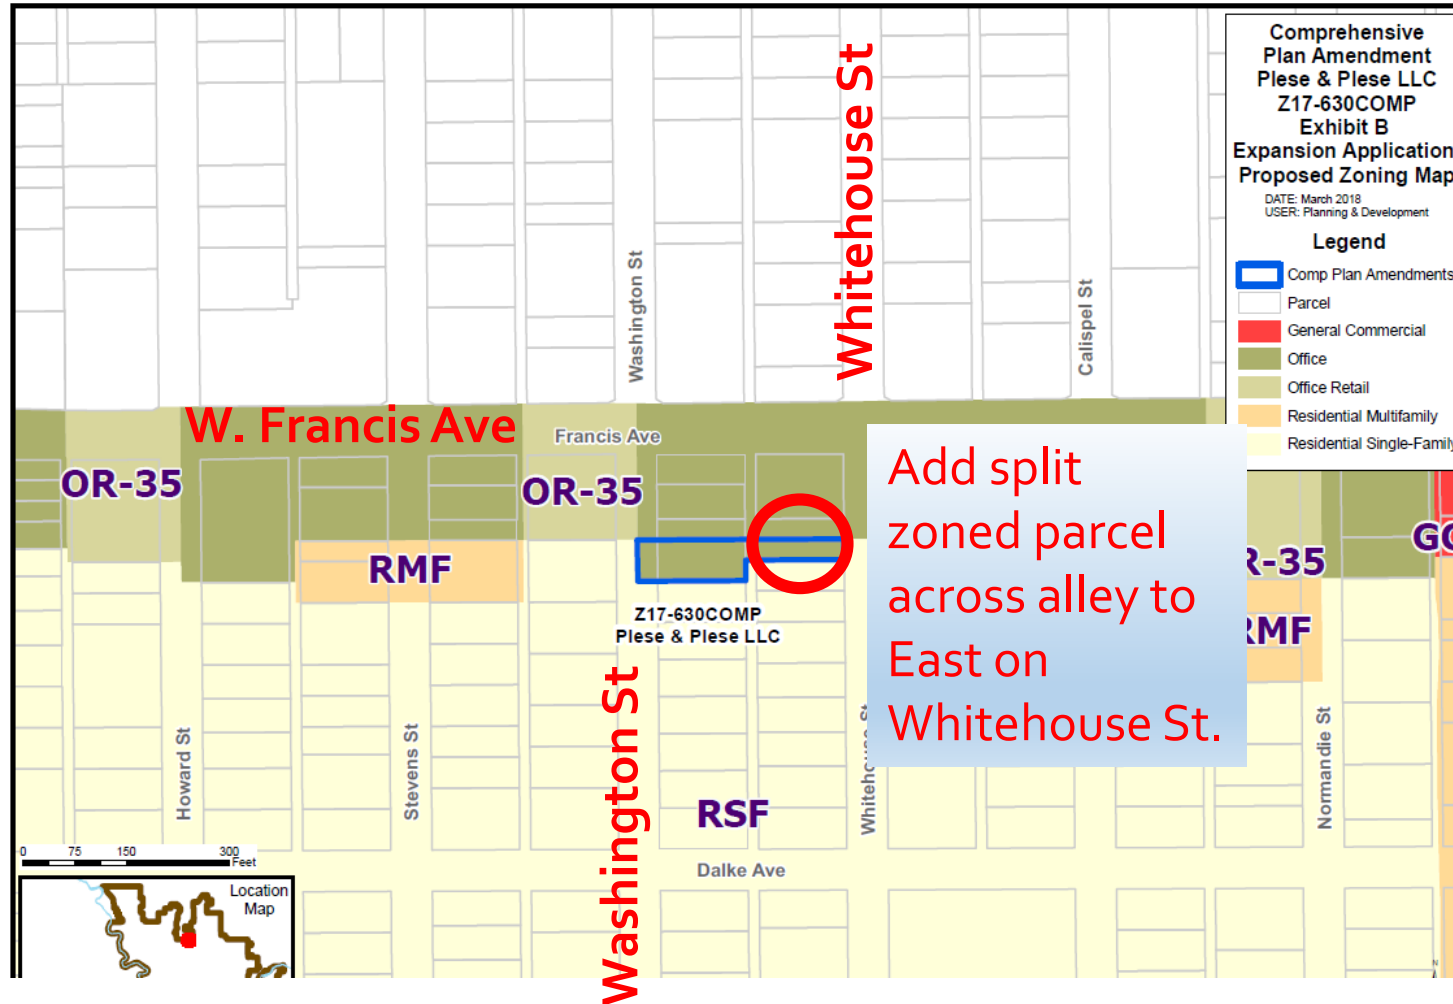 Comprehensive
Plan Amendment
Plese & Plese LLC
Z17-630COMP
Exhibit B
Expansion Application
Proposed Zoning Map
DATE: March 2018
USER: Planning & Development
Legend
Comp Plan Amendments
Parcel
General Commercial
Office
Office Retail
Residential Multifamily
Residential Single-Family
Whitehouse St
Washington St
Calispel St
W. Francis Ave
Francis Ave
OR-35
OR-35
R-35
GC
RMF
RMF
Add split
zoned parcel
across alley to
East on
Whitehouse St.
Z17-630COMP
Plese & Plese LLC
Washington St
Howard St
Stevens St
Whitehouse St
Normandie St
RSF
Dalke Ave
0 75 150 300
Feet
Location
Map
N